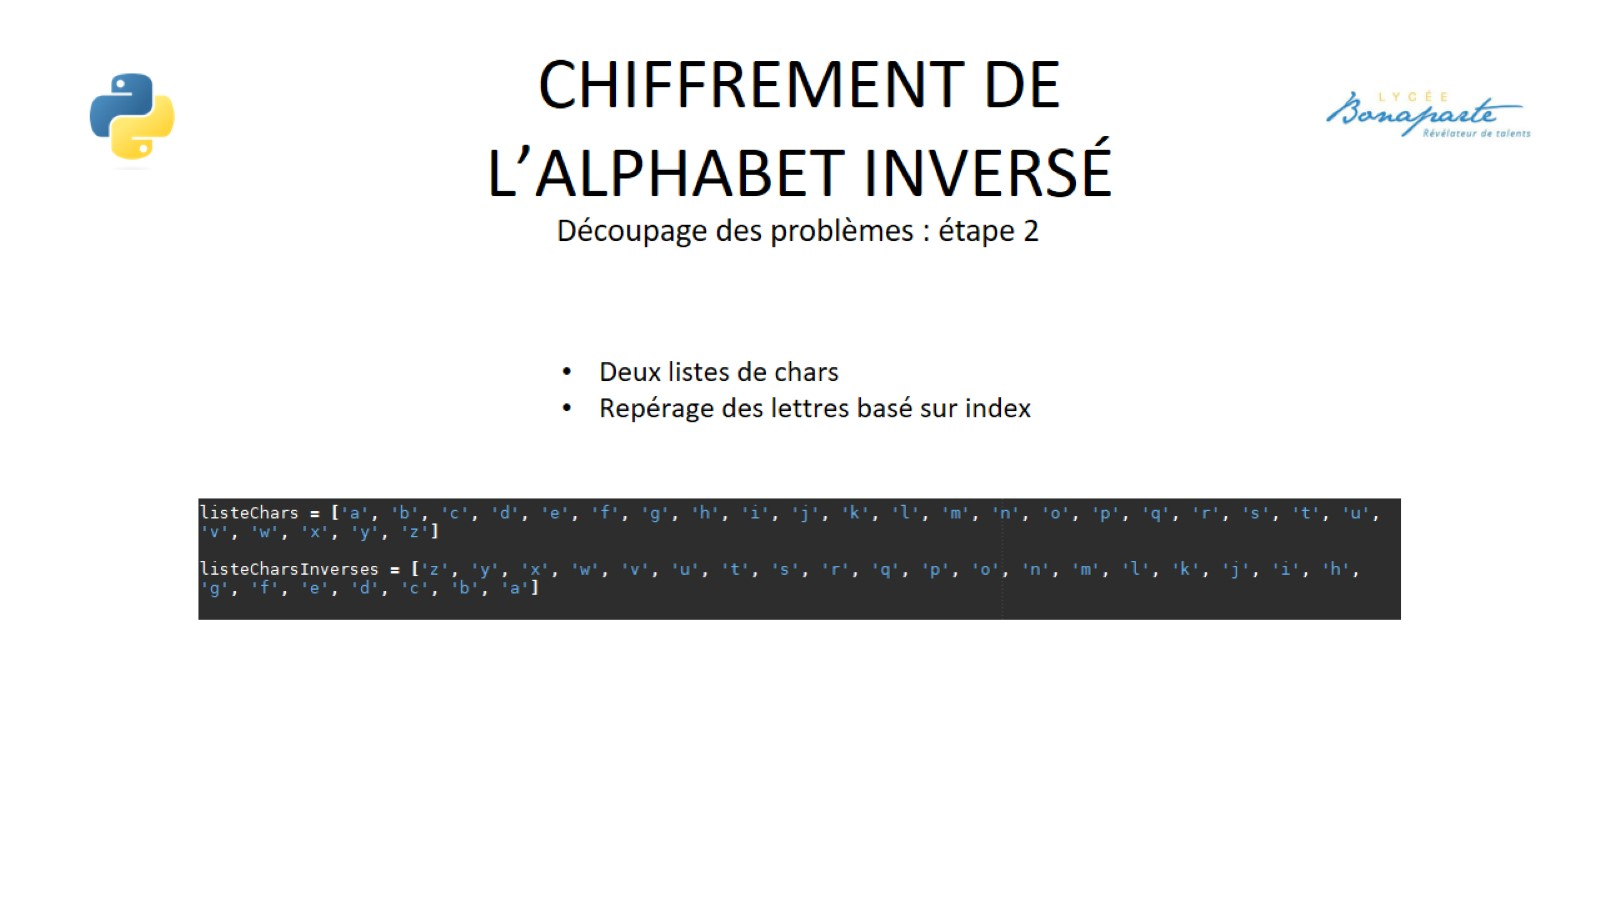 CHIFFREMENT DE
L’ALPHABET INVERSÉ
Découpage des problèmes : étape 2
LYCÉE
Bonaparte
Révélateur de talents
• Deux listes de chars
• Repérage des lettres basé sur index
listeChars = ['a', 'b', 'c', 'd', 'e', 'f', 'g', 'h', 'i', 'j', 'k', 'l', 'm', 'n', 'o', 'p', 'q', 'r', 's', 't', 'u',
'v', 'w', 'x', 'y', 'z']
listeCharsInverses = ['z', 'y', 'x', 'w', 'v', 'u', 't', 's', 'r', 'q', 'p', 'o', 'n', 'm', 'l', 'k', 'j', 'i', 'h',
'g', 'f', 'e', 'd', 'c', 'b', 'a']